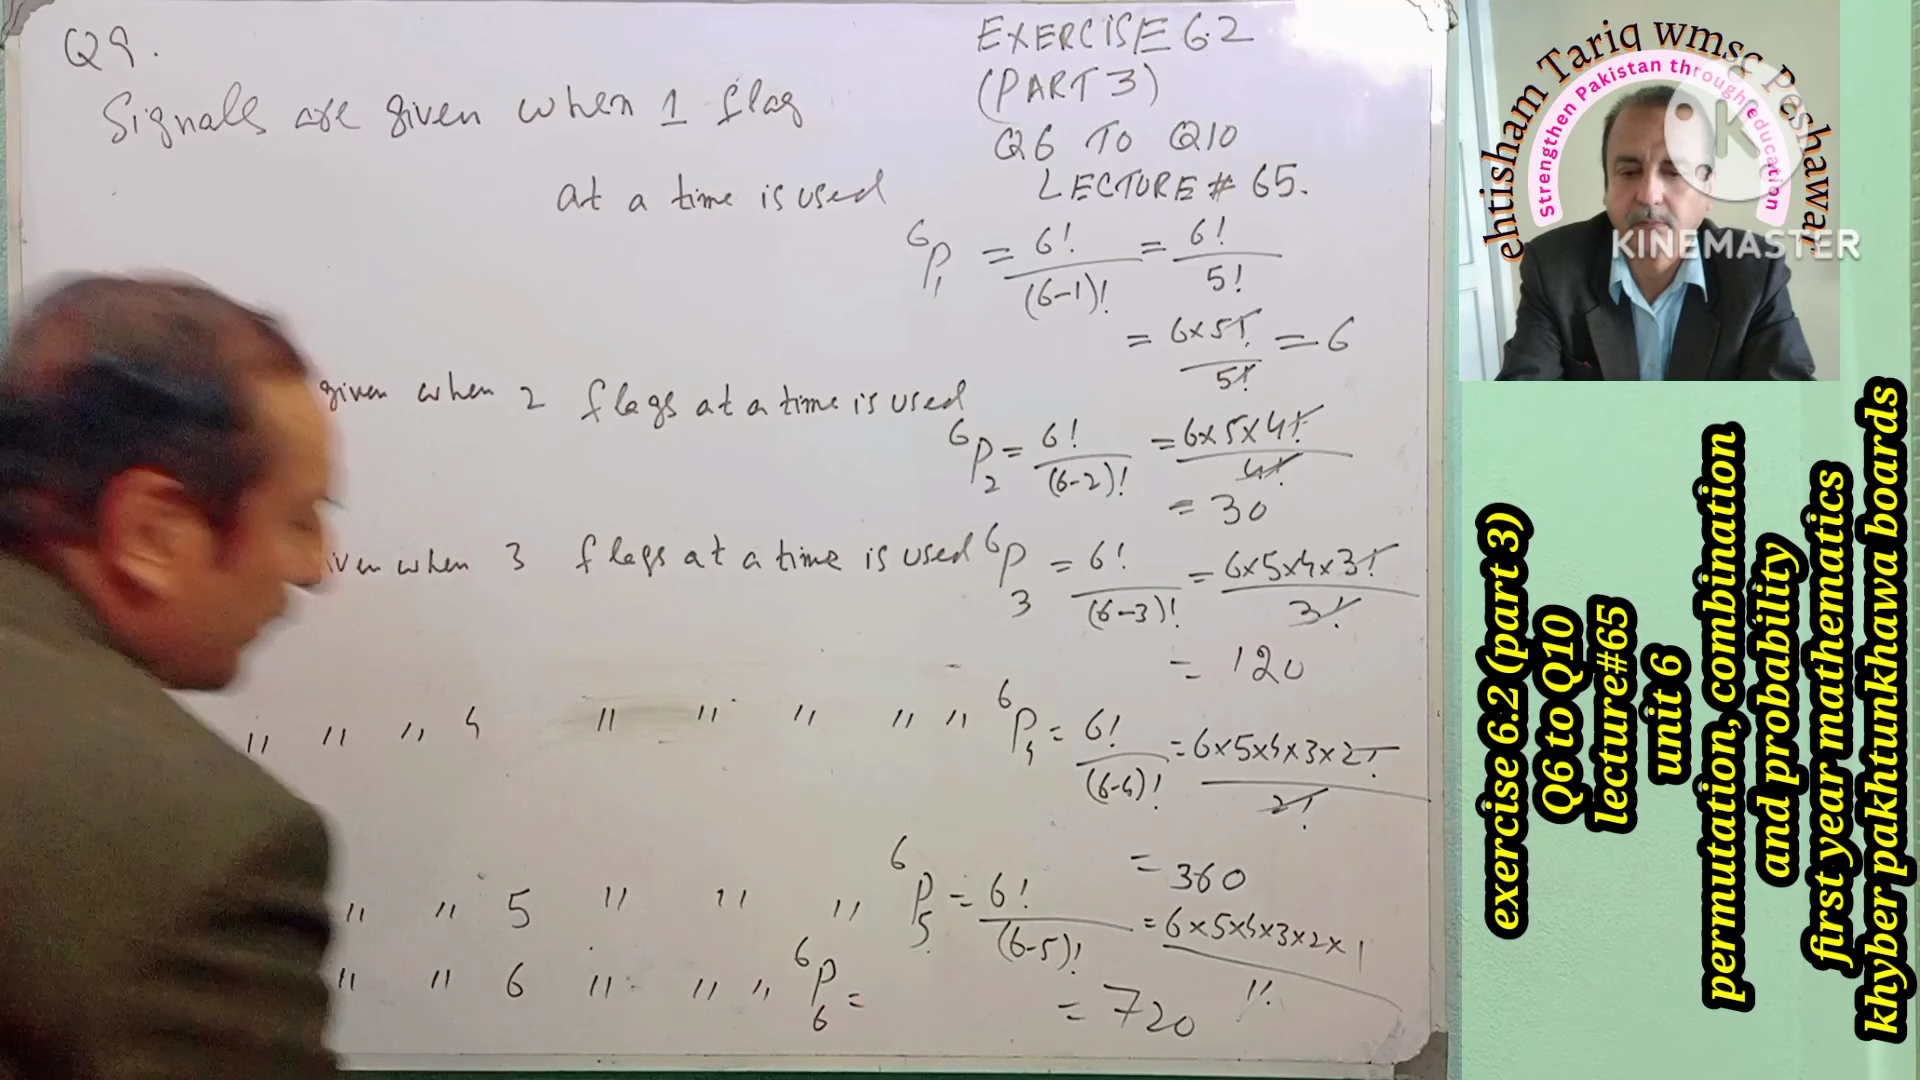 Q9.
Signals are given when 1 flag
at a time is used
EXERCISE 6.2
(PART 3)
Q6 TO Q10
LECTURE # 65.
6P1 = 6!/(6-1)! = 6!/5!
= 6×5!/5! = 6
given when 2 flags at a time is used
6P2 = 6!/(6-2)! = 6×5×4!/4!
= 30
iven when 3 flags at a time is used 6P3 = 6!/(6-3)! = 6×5×4×3!/3!
= 120
" " " 4 " " " " " 6P4 = 6!/(6-4)! = 6×5×4×3×2!/2!
= 360
" " 5 " " " 6P5 = 6!/(6-5)! = 6×5×4×3×2×1/1!
" " 6 " " " 6P6 =
= 720
ehtisham Tariq wmsg Peshawar
Strengthen Pakistan through education
K
KINEMASTER
exercise 6.2 (part 3)
Q6 to Q10
lecture#65
unit 6
permutation, combination
and probability
first year mathematics
khyber pakhtunkhawa boards